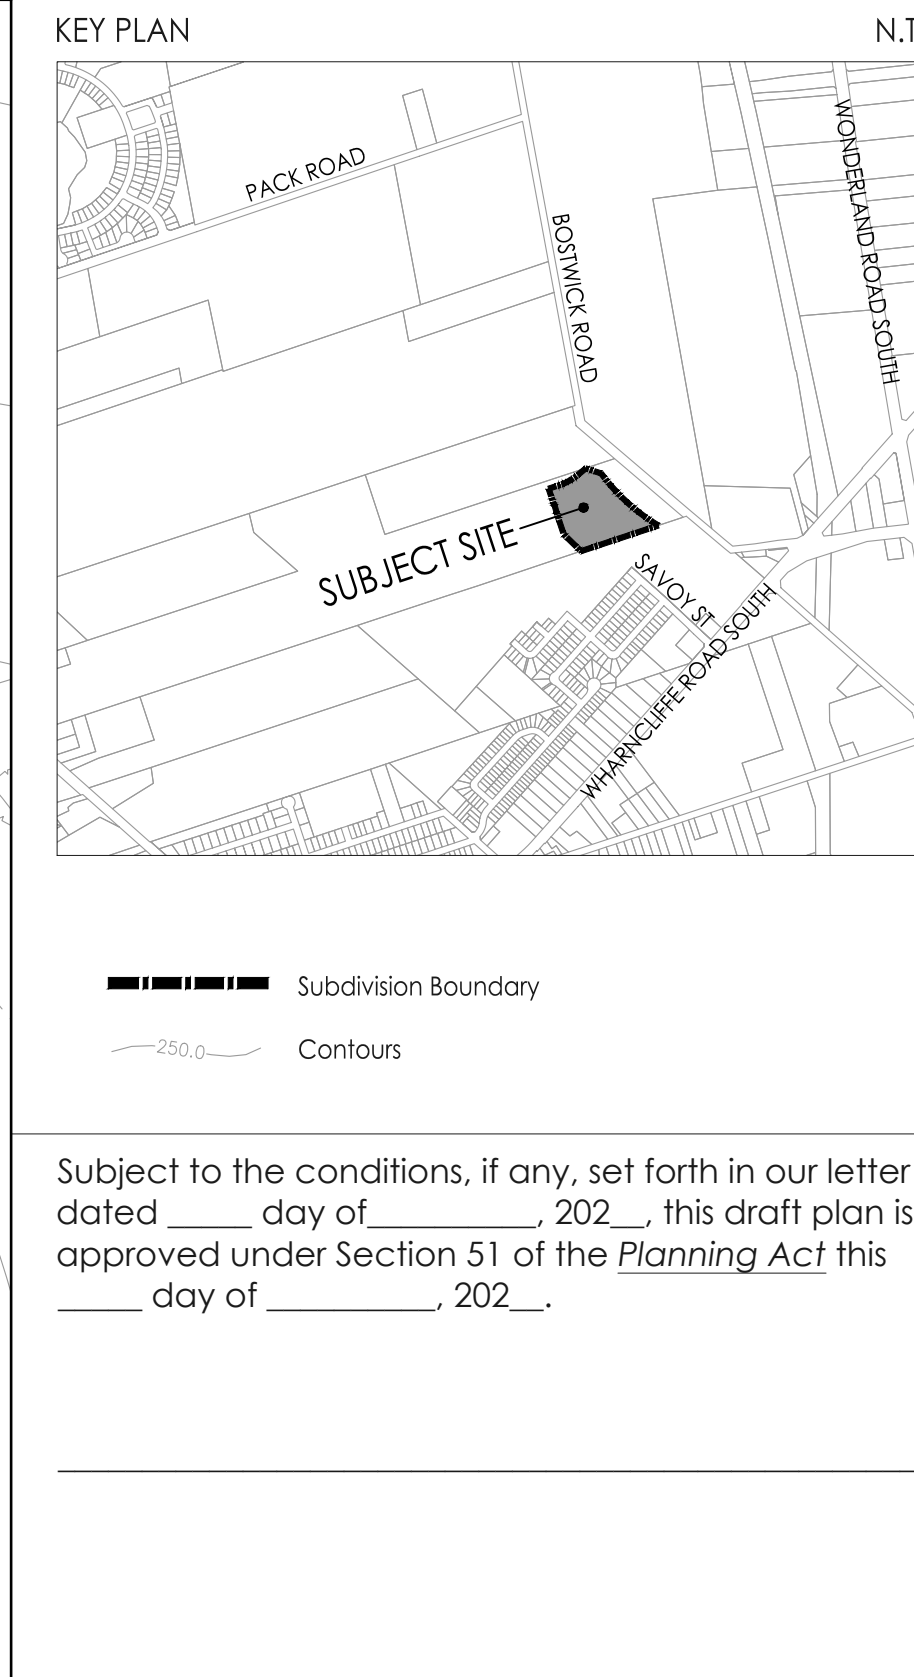 KEY PLAN
N.T
PACK ROAD
BOSTWICK ROAD
WONDERLAND ROAD SOUTH
SUBJECT SITE
SAVOY ST
WHARNCLIFFE ROAD SOUTH
Subdivision Boundary
250.0
Contours
Subject to the conditions, if any, set forth in our letter
dated _____ day of__________, 202__, this draft plan is
approved under Section 51 of the Planning Act this
_____ day of __________, 202__.